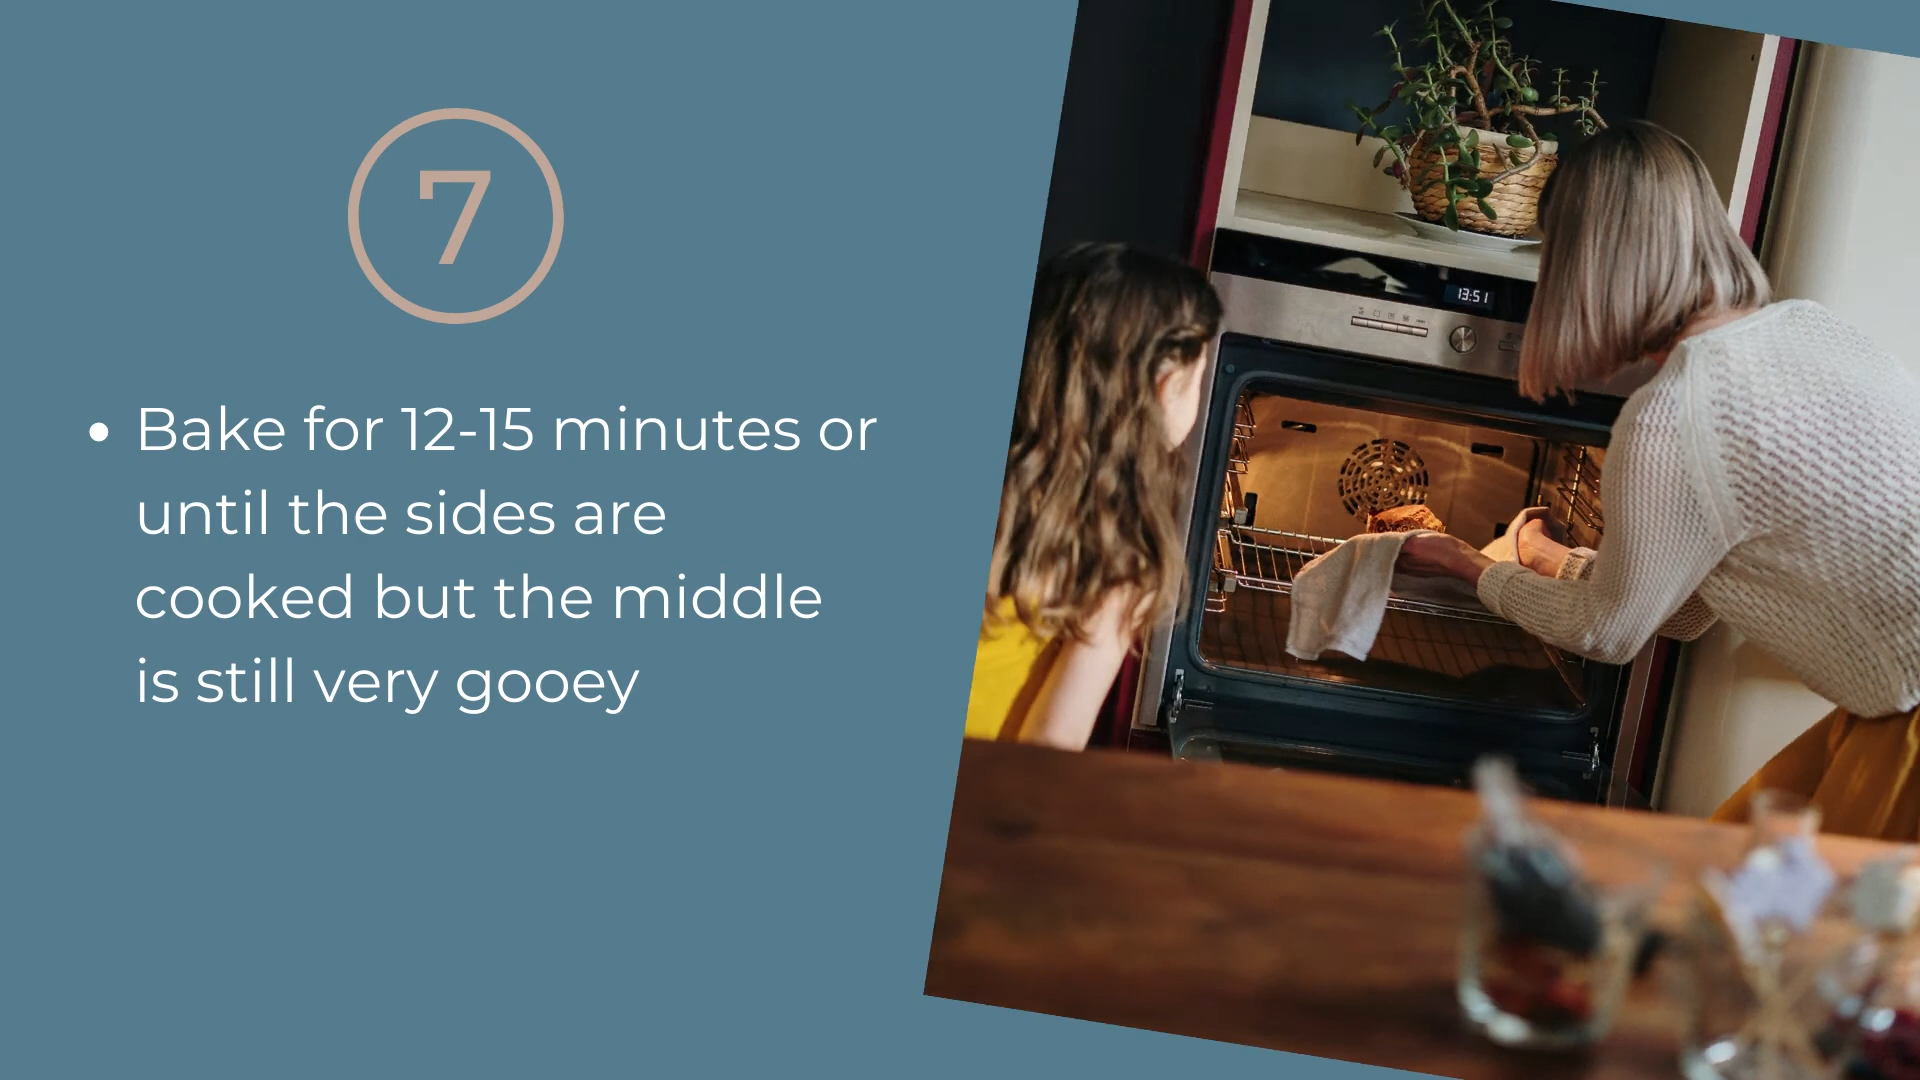 7
• Bake for 12-15 minutes or
until the sides are
cooked but the middle
is still very gooey
13:51